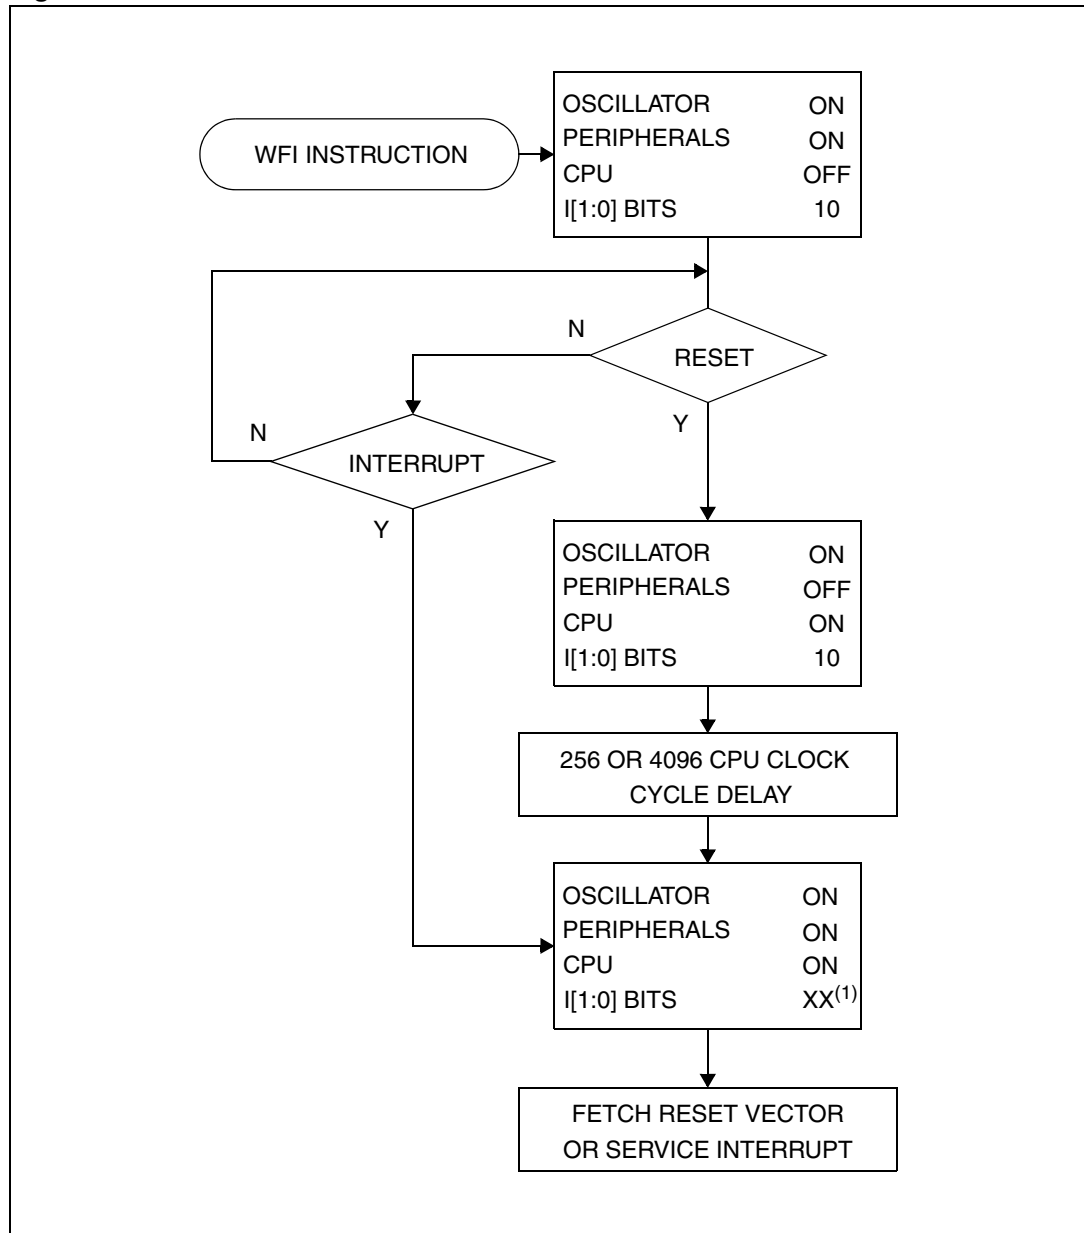 WFI INSTRUCTION
OSCILLATOR ON
PERIPHERALS ON
CPU OFF
I[1:0] BITS 10
RESET
N
Y
INTERRUPT
N
Y
OSCILLATOR ON
PERIPHERALS OFF
CPU ON
I[1:0] BITS 10
256 OR 4096 CPU CLOCK
CYCLE DELAY
OSCILLATOR ON
PERIPHERALS ON
CPU ON
I[1:0] BITS XX(1)
FETCH RESET VECTOR
OR SERVICE INTERRUPT